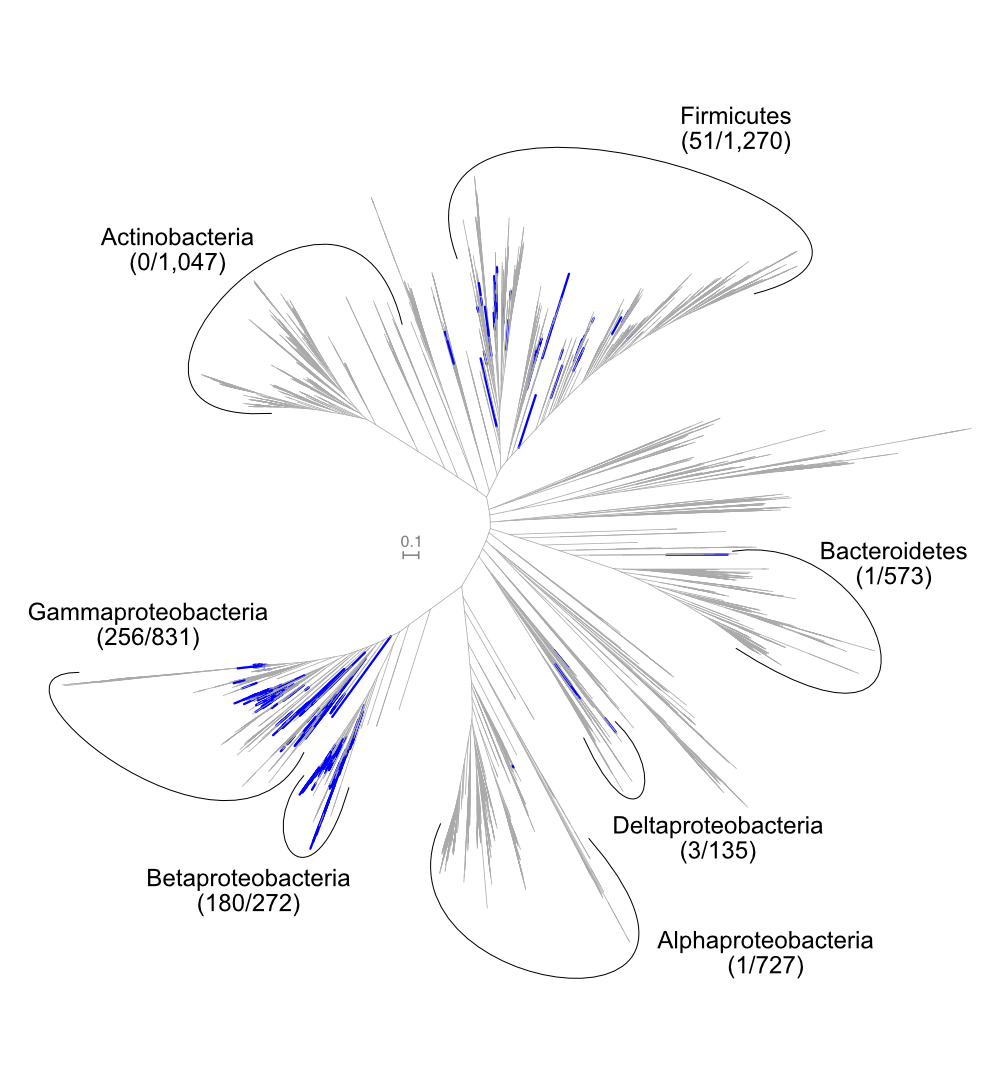 Firmicutes
(51/1,270)
Actinobacteria
(0/1,047)
0.1
Bacteroidetes
(1/573)
Gammaproteobacteria
(256/831)
Deltaproteobacteria
(3/135)
Betaproteobacteria
(180/272)
Alphaproteobacteria
(1/727)